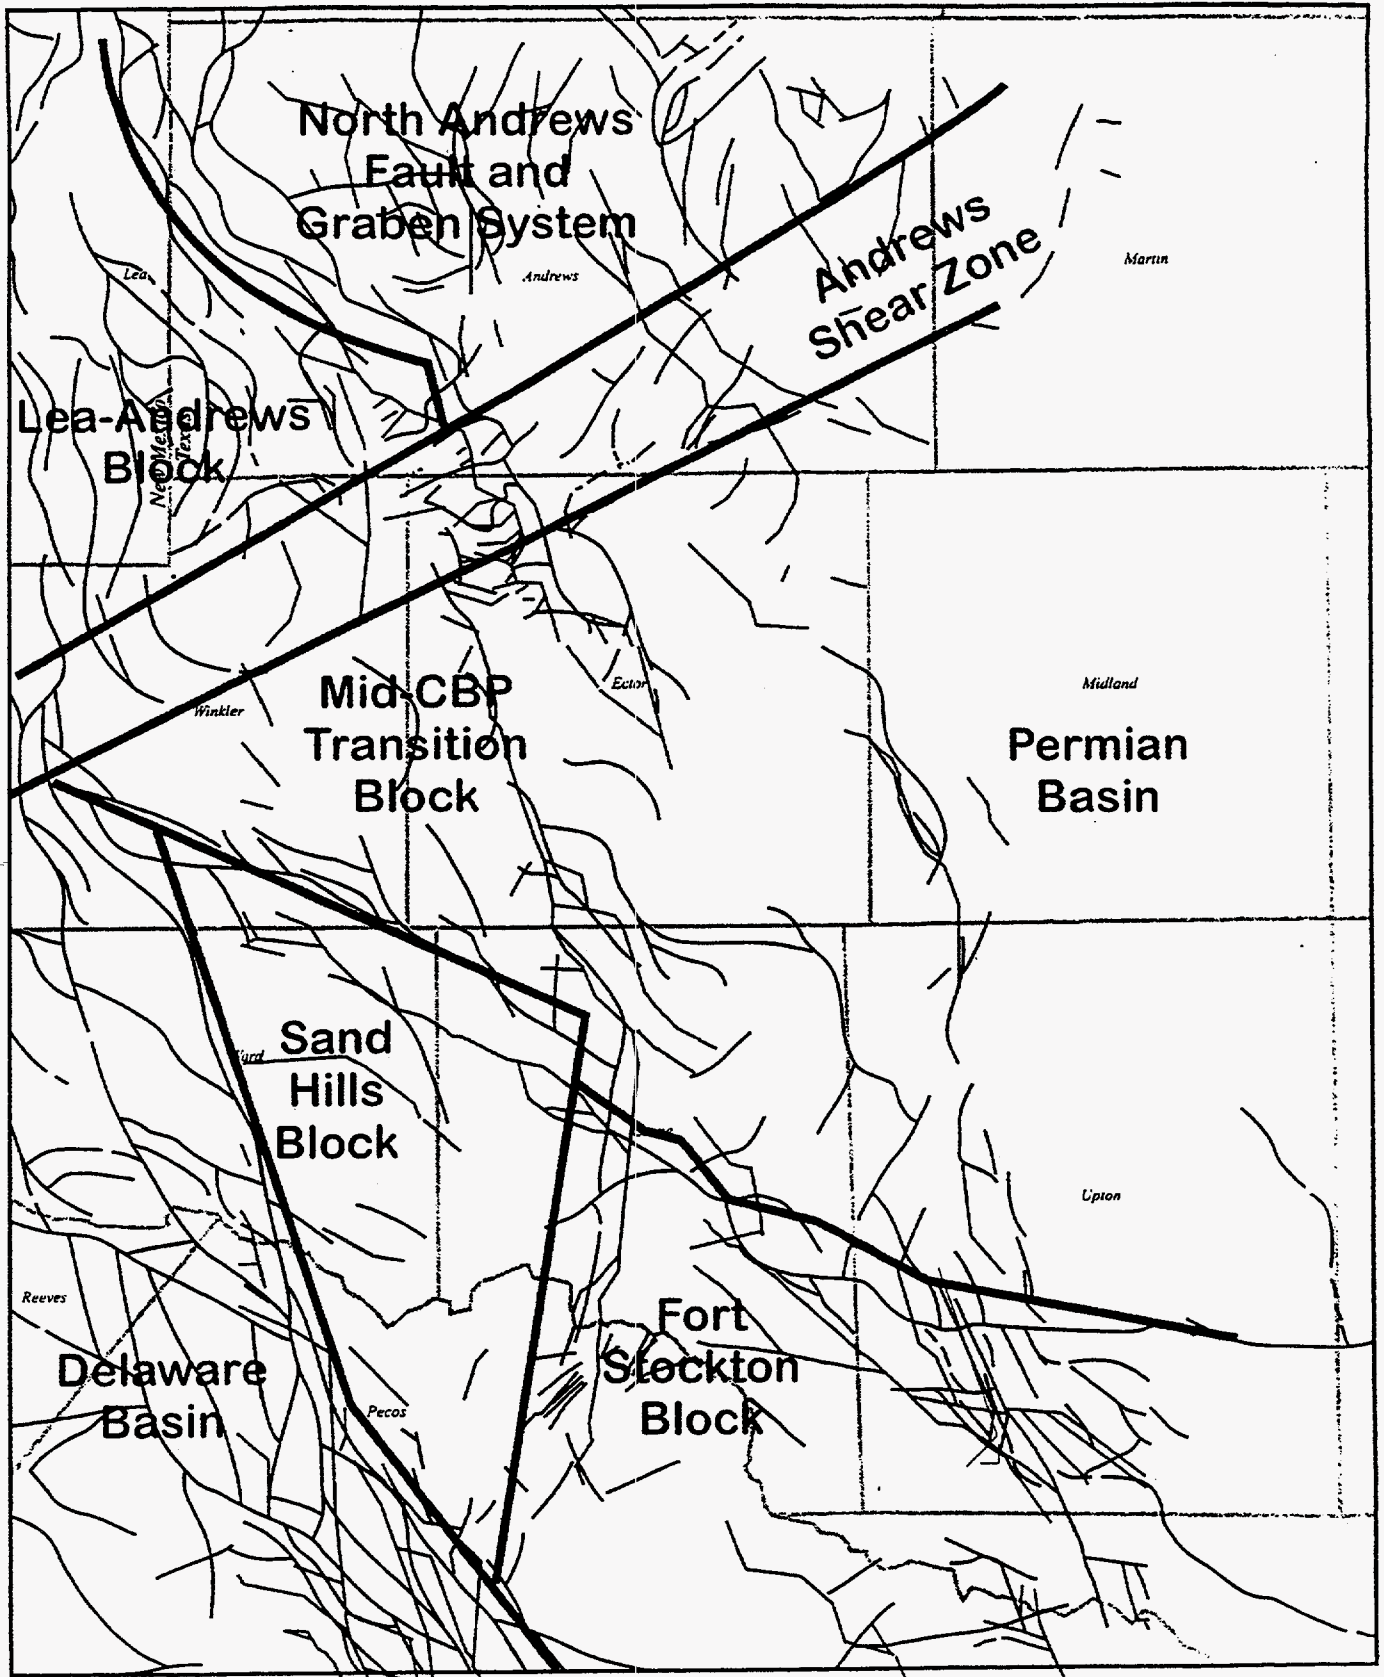 North Andrews
Fault and
Graben System
Andrews
Shear Zone
Lea
Andrews
Martin
Lea-Andrews
Block
New Mexico
Texas
Mid-CBP
Transition
Block
Winkler
Ector
Midland
Permian
Basin
Sand
Hills
Block
Ward
Upton
Reeves
Delaware
Basin
Pecos
Fort
Stockton
Block